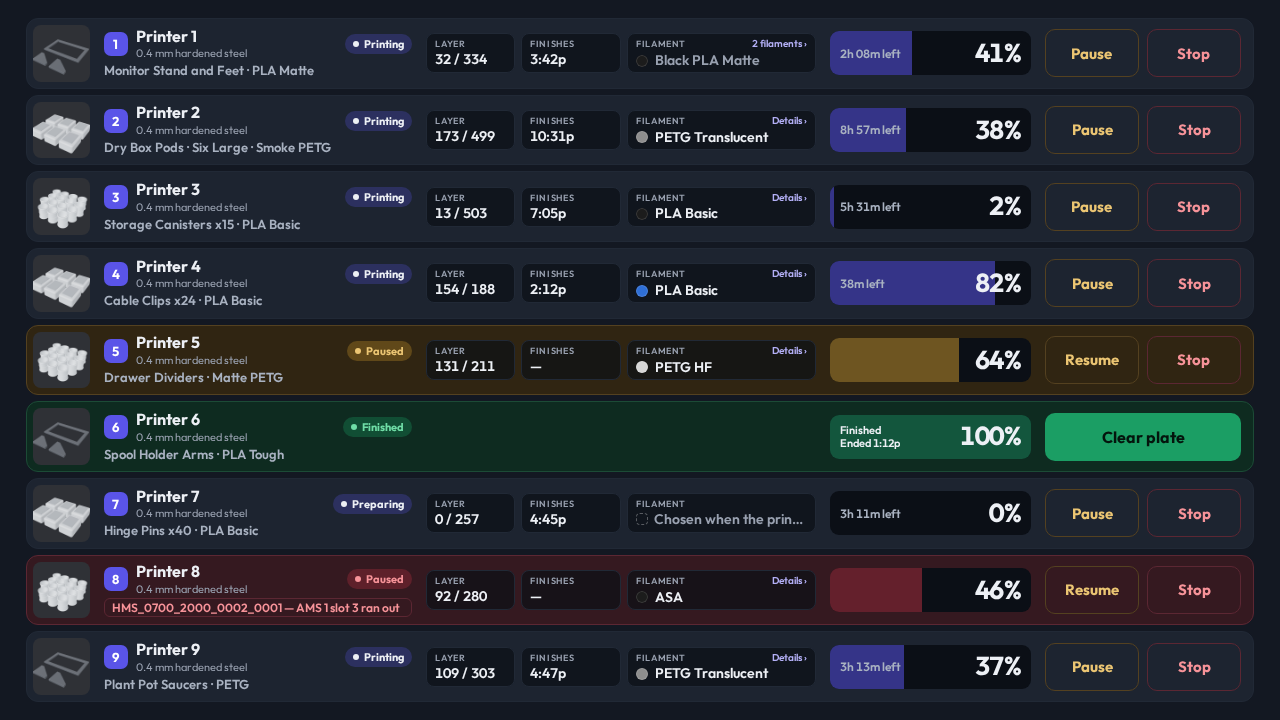 1 Printer 1
0.4 mm hardened steel
Monitor Stand and Feet · PLA Matte
Printing
LAYER
32 / 334
FINISHES
3:42p
FILAMENT 2 filaments ›
Black PLA Matte
2h 08m left 41%
Pause
Stop
2 Printer 2
0.4 mm hardened steel
Dry Box Pods · Six Large · Smoke PETG
Printing
LAYER
173 / 499
FINISHES
10:31p
FILAMENT Details ›
PETG Translucent
8h 57m left 38%
Pause
Stop
3 Printer 3
0.4 mm hardened steel
Storage Canisters x15 · PLA Basic
Printing
LAYER
13 / 503
FINISHES
7:05p
FILAMENT Details ›
PLA Basic
5h 31m left 2%
Pause
Stop
4 Printer 4
0.4 mm hardened steel
Cable Clips x24 · PLA Basic
Printing
LAYER
154 / 188
FINISHES
2:12p
FILAMENT Details ›
PLA Basic
38m left 82%
Pause
Stop
5 Printer 5
0.4 mm hardened steel
Drawer Dividers · Matte PETG
Paused
LAYER
131 / 211
FINISHES
—
FILAMENT Details ›
PETG HF
64%
Resume
Stop
6 Printer 6
0.4 mm hardened steel
Spool Holder Arms · PLA Tough
Finished
Finished
Ended 1:12p
100%
Clear plate
7 Printer 7
0.4 mm hardened steel
Hinge Pins x40 · PLA Basic
Preparing
LAYER
0 / 257
FINISHES
4:45p
FILAMENT
Chosen when the prin...
3h 11m left 0%
Pause
Stop
8 Printer 8
0.4 mm hardened steel
HMS_0700_2000_0002_0001 — AMS 1 slot 3 ran out
Paused
LAYER
92 / 280
FINISHES
—
FILAMENT Details ›
ASA
46%
Resume
Stop
9 Printer 9
0.4 mm hardened steel
Plant Pot Saucers · PETG
Printing
LAYER
109 / 303
FINISHES
4:47p
FILAMENT Details ›
PETG Translucent
3h 13m left 37%
Pause
Stop